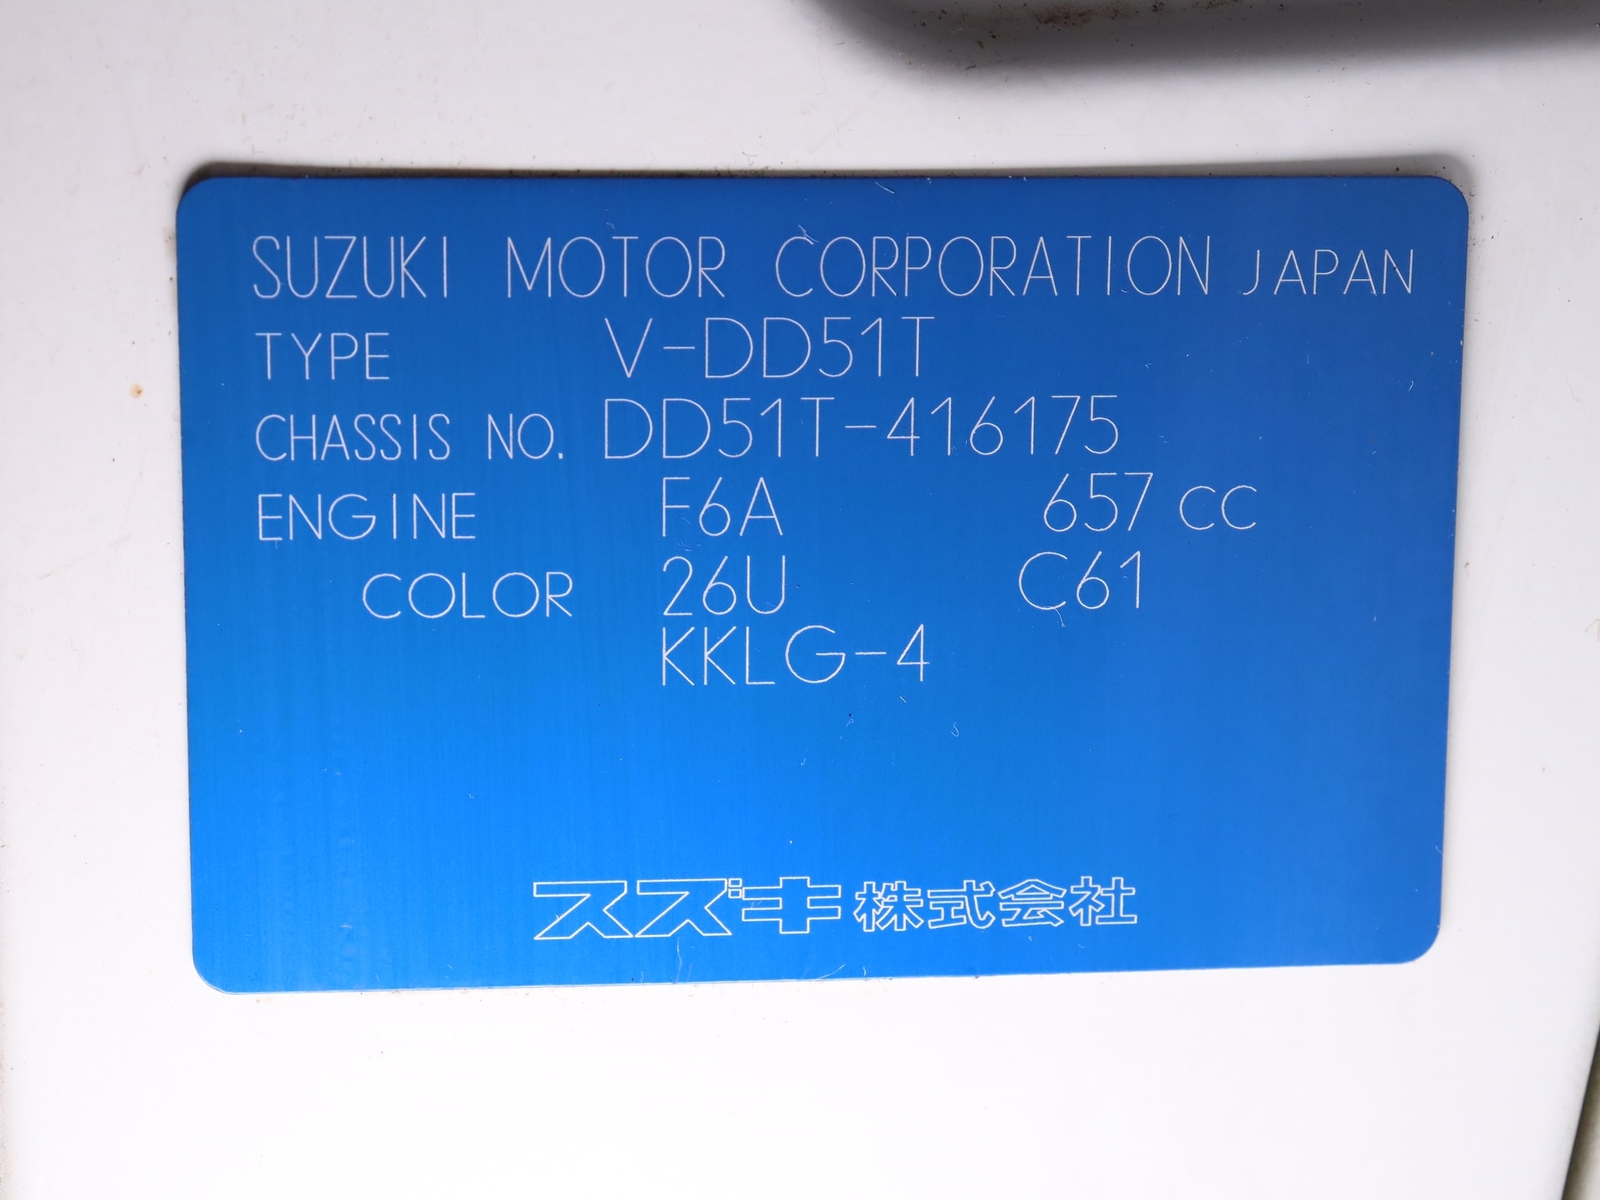 SUZUKI MOTOR CORPORATION JAPAN
TYPE V-DD51T
CHASSIS NO. DD51T-416175
ENGINE F6A 657 CC
COLOR 26U C61
KKLG-4
スズキ株式会社